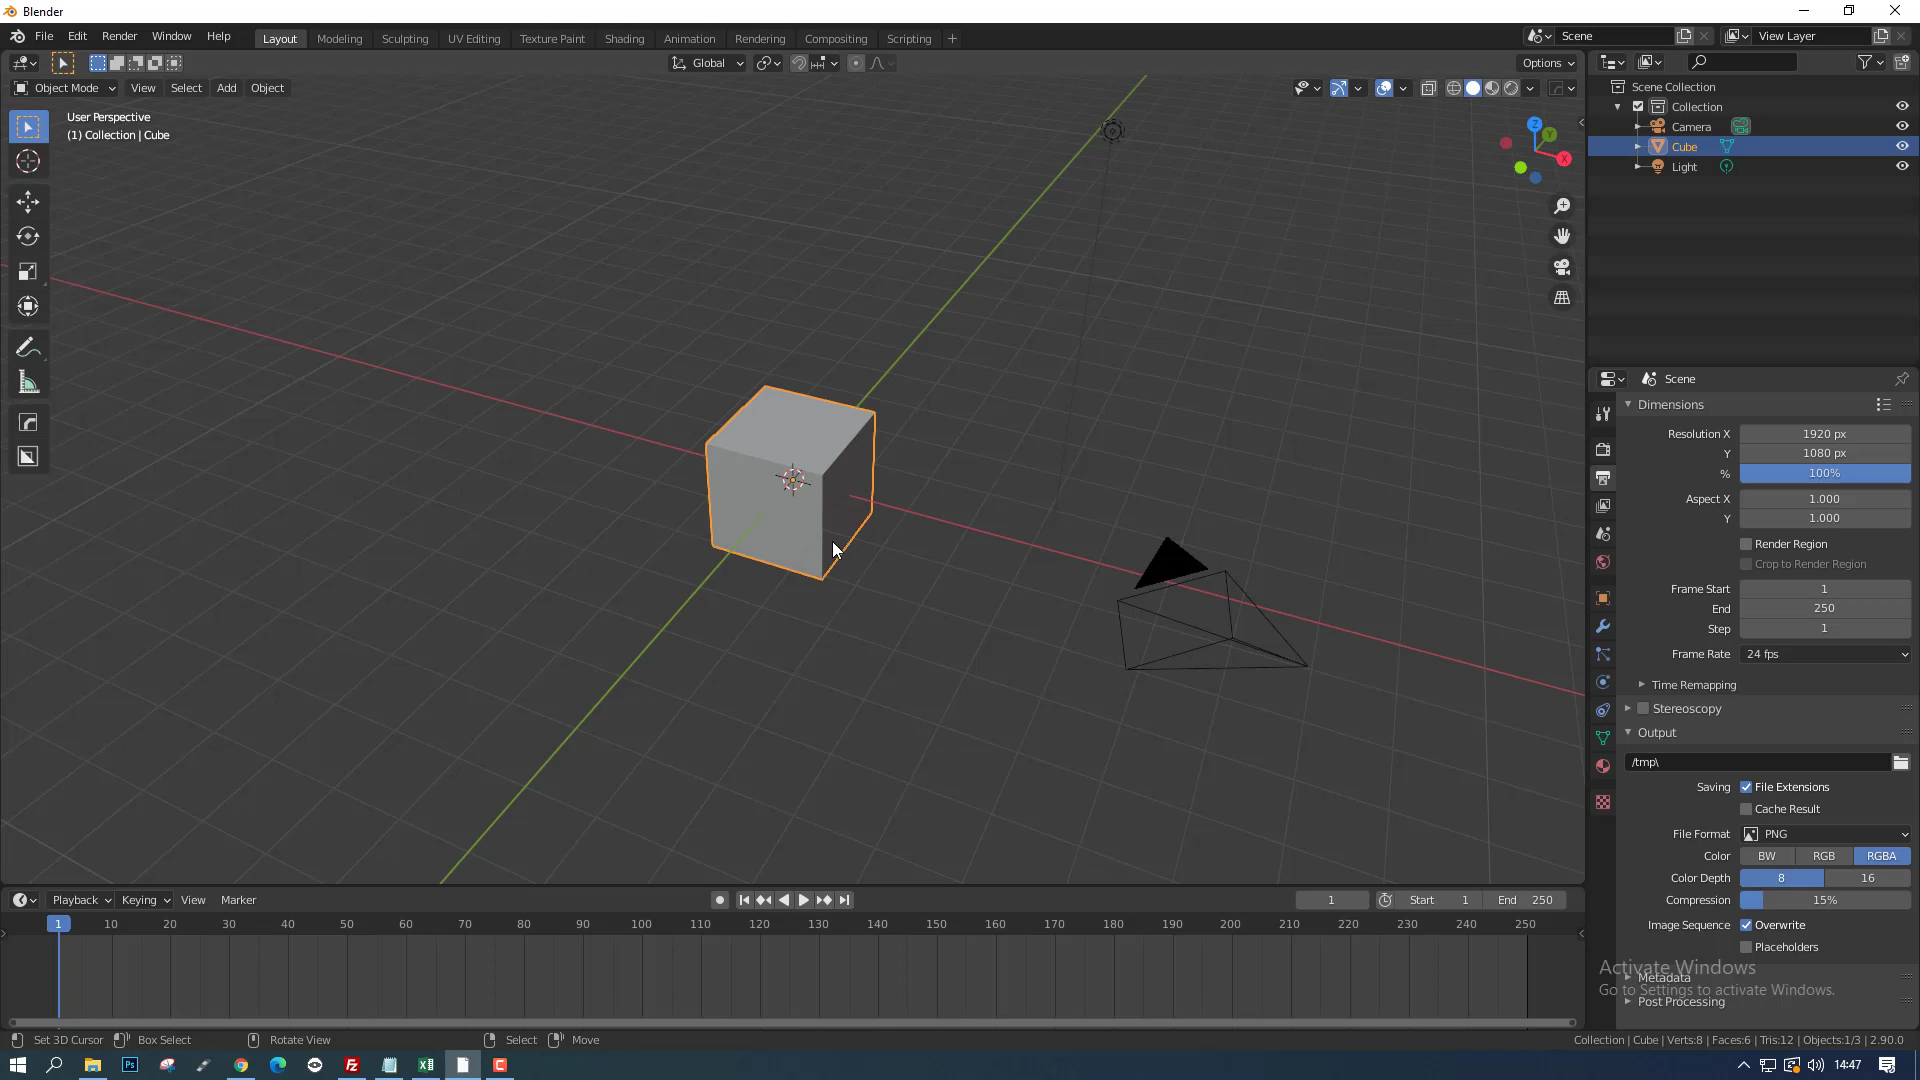 Blender
File Edit Render Window Help
Layout Modeling Sculpting UV Editing Texture Paint Shading Animation Rendering Compositing Scripting +
Scene
View Layer
Global
Options
Object Mode View Select Add Object
User Perspective
(1) Collection | Cube
Z
Y
X
Scene Collection
Collection
Camera
Cube
Light
Scene
Dimensions
Resolution X 1920 px
Y 1080 px
% 100%
Aspect X 1.000
Y 1.000
Render Region
Crop to Render Region
Frame Start 1
End 250
Step 1
Frame Rate 24 fps
Time Remapping
Stereoscopy
Output
/tmp\
Saving File Extensions
Cache Result
File Format PNG
Color BW RGB RGBA
Color Depth 8 16
Compression 15%
Image Sequence Overwrite
Placeholders
Metadata
Post Processing
Activate Windows
Go to Settings to activate Windows.
Playback Keying View Marker
1 Start 1 End 250
1 10 20 30 40 50 60 70 80 90 100 110 120 130 140 150 160 170 180 190 200 210 220 230 240 250
Set 3D Cursor Box Select Rotate View Select Move
Collection | Cube | Verts:8 | Faces:6 | Tris:12 | Objects:1/3 | 2.90.0
Ps
Fz
X
C
14:47